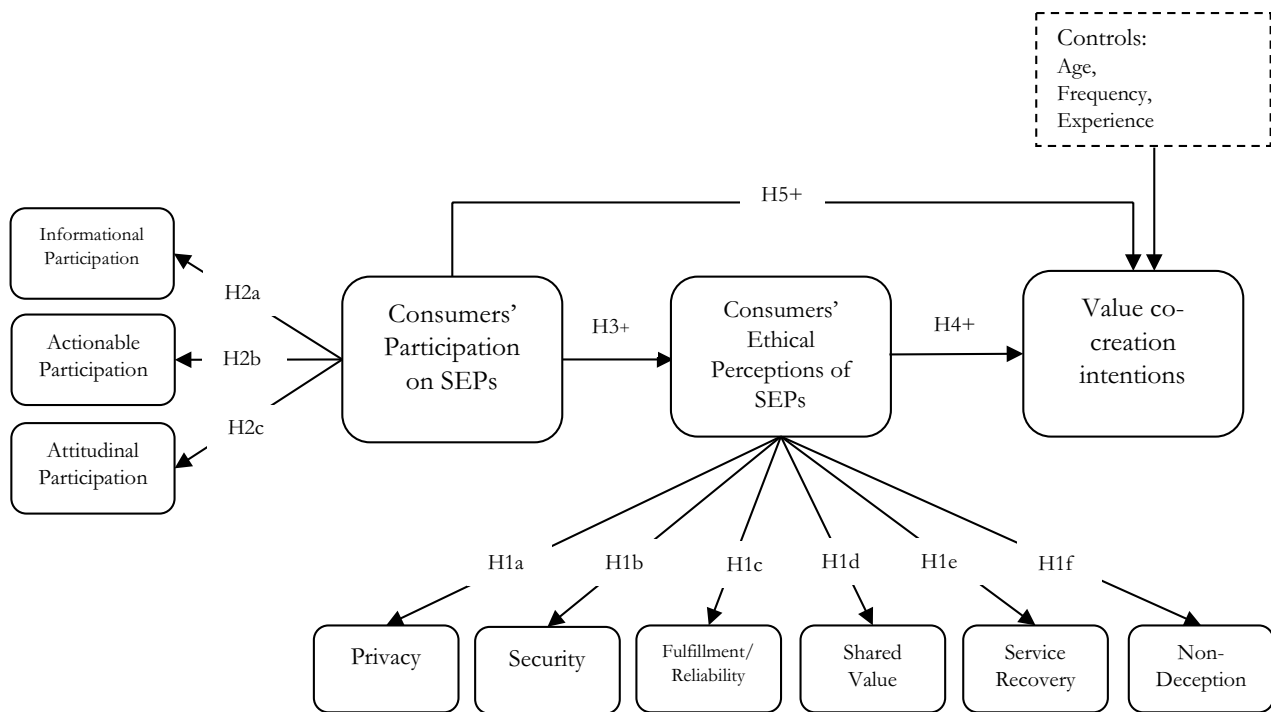 Controls:
Age,
Frequency,
Experience
H5+
Informational
Participation
H2a
Actionable
Participation
H2b
Attitudinal
Participation
H2c
Consumers’
Participation
on SEPs
H3+
Consumers’
Ethical
Perceptions of
SEPs
H4+
Value co-
creation
intentions
H1a
H1b
H1c
H1d
H1e
H1f
Privacy
Security
Fulfillment/
Reliability
Shared
Value
Service
Recovery
Non-
Deception